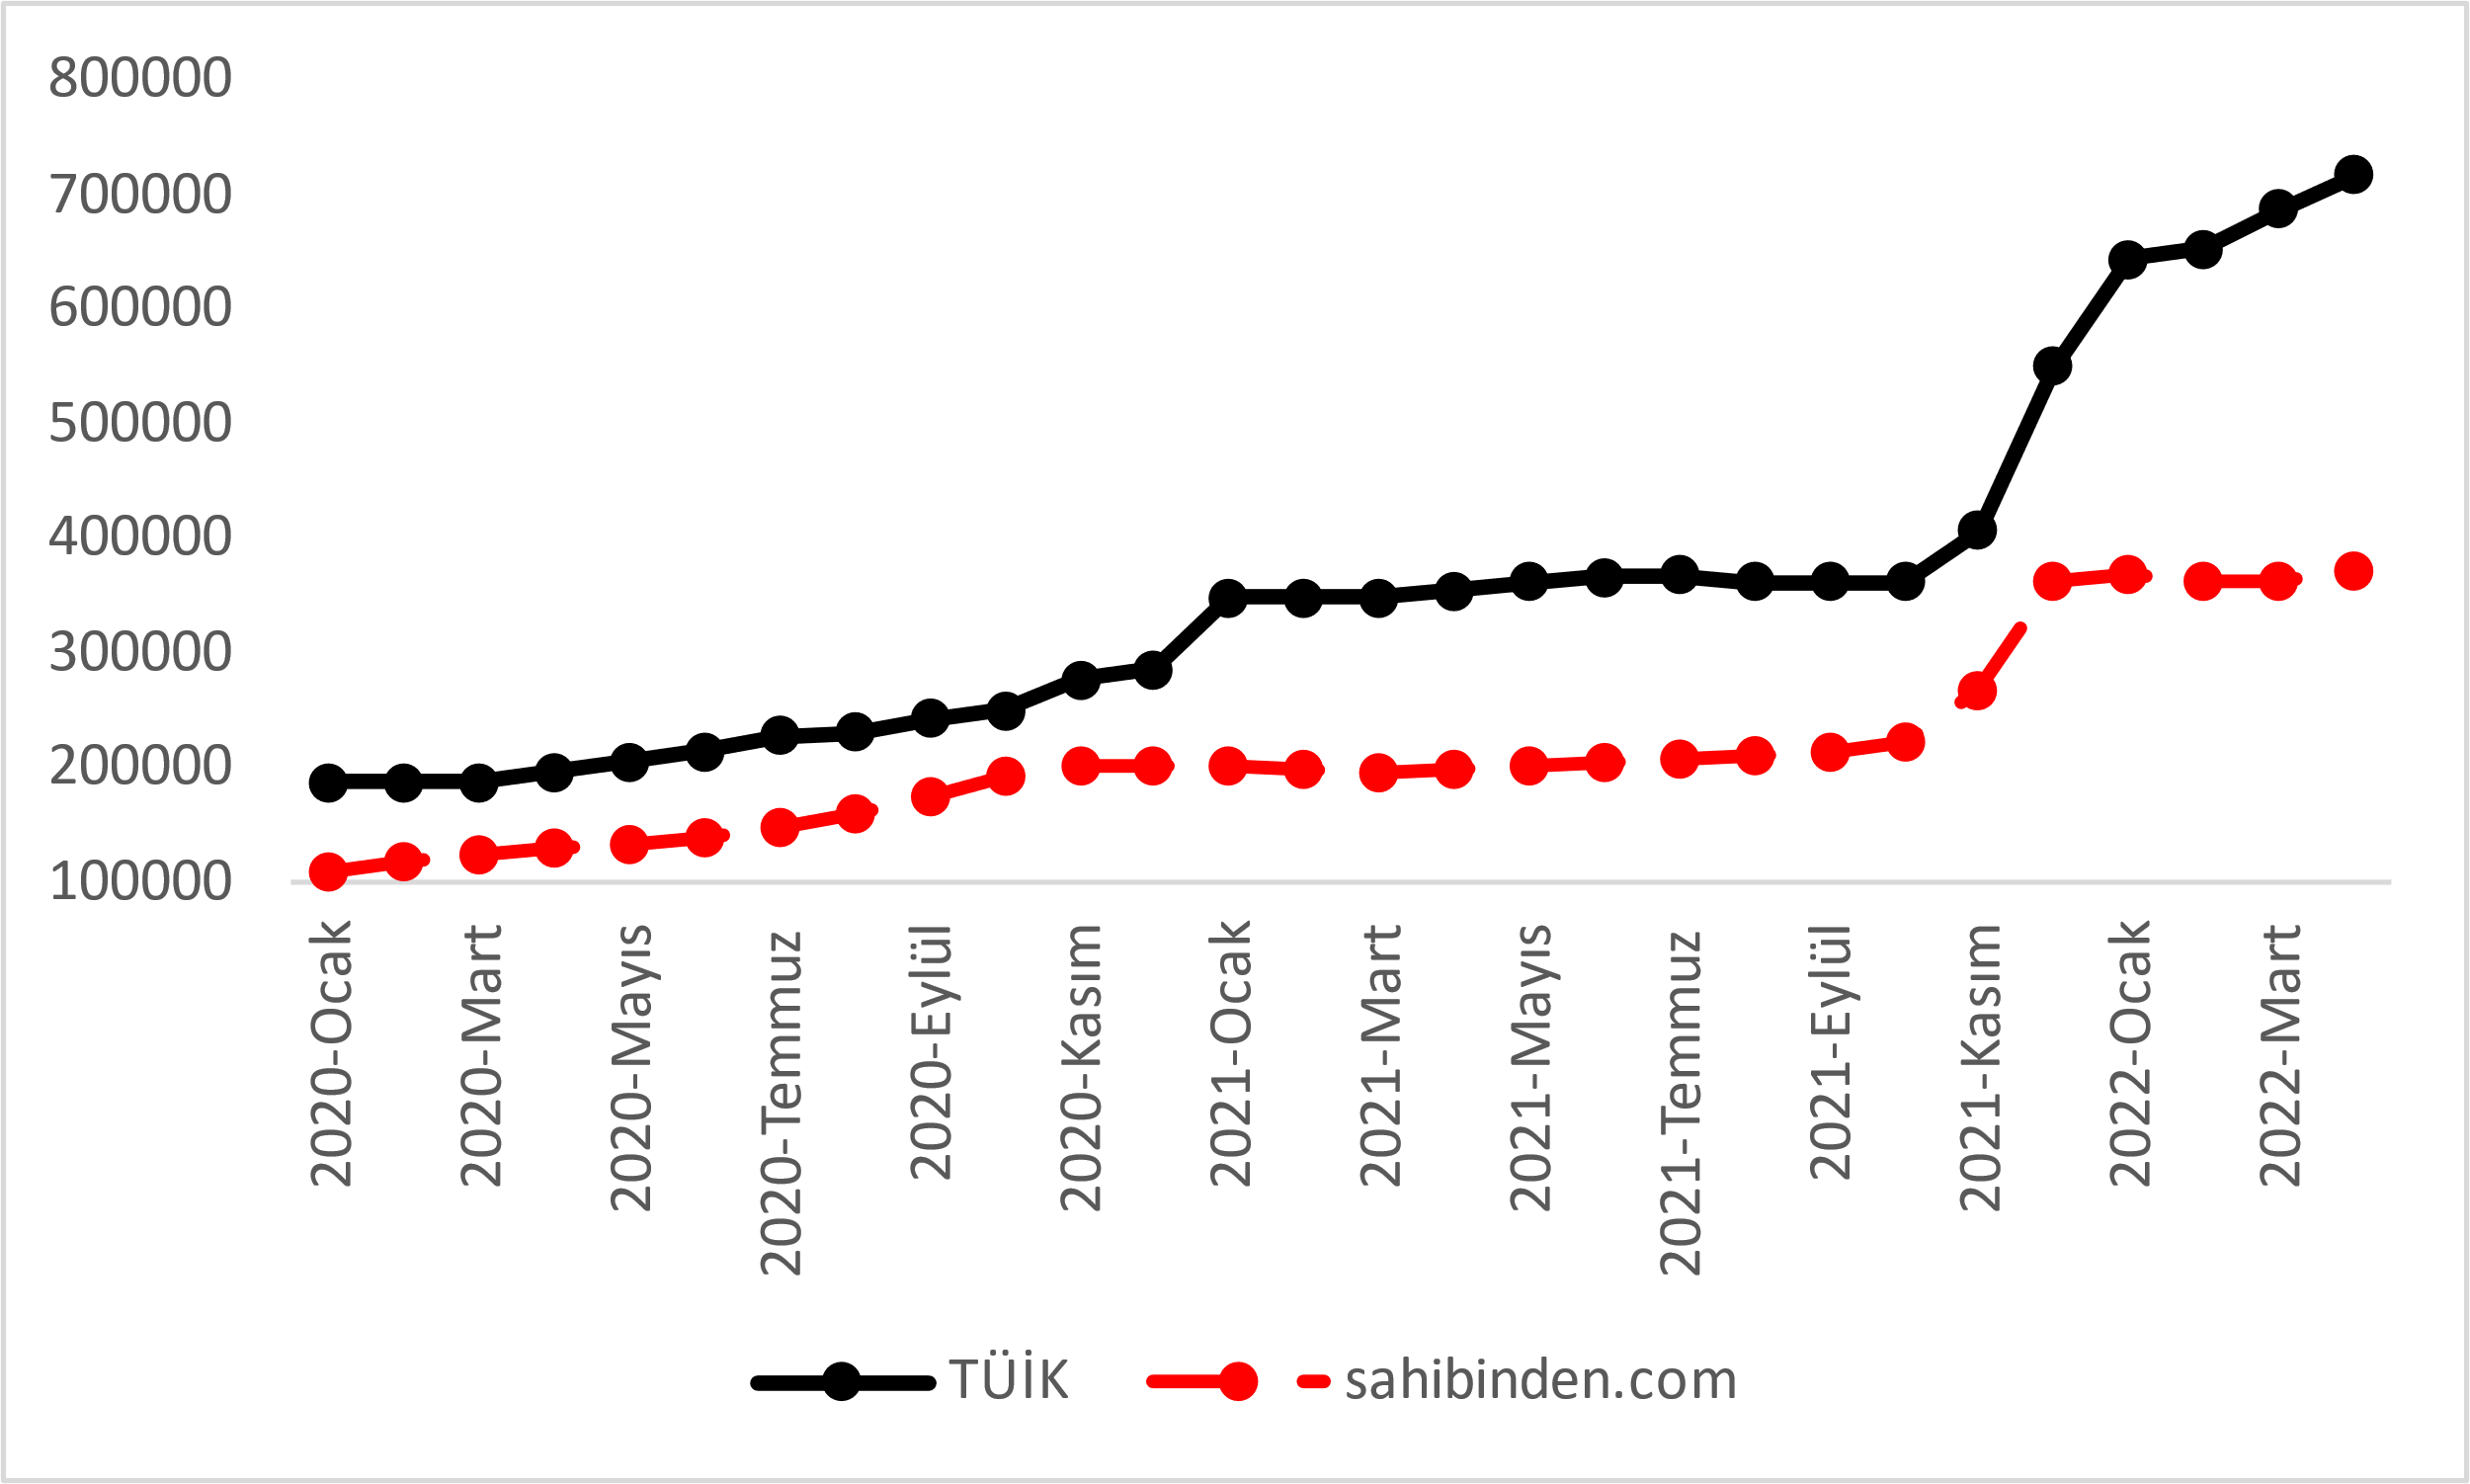 800000
700000
600000
500000
400000
300000
200000
100000
2020-Ocak
2020-Mart
2020-Mayıs
2020-Temmuz
2020-Eylül
2020-Kasım
2021-Ocak
2021-Mart
2021-Mayıs
2021-Temmuz
2021-Eylül
2021-Kasım
2022-Ocak
2022-Mart
TÜİK
sahibinden.com